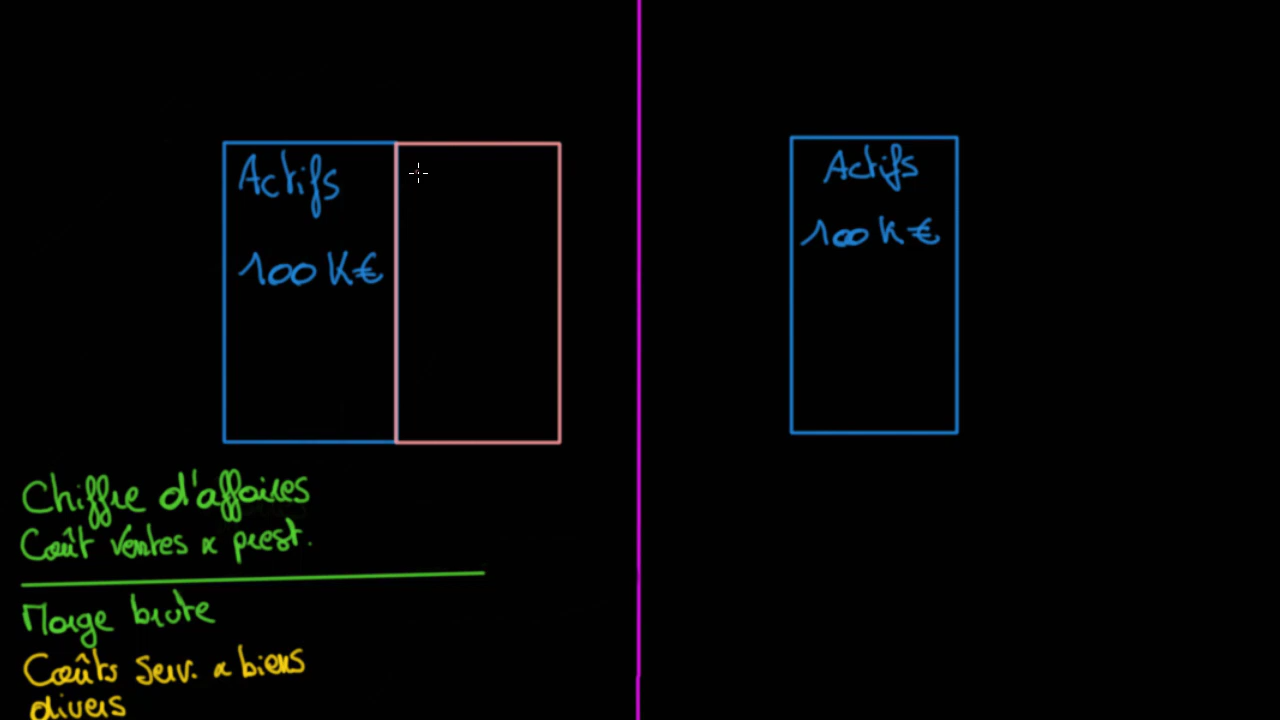 Actifs
100 K€
Chiffre d'affaires
Coût ventes & prest.
Marge brute
Coûts serv. & biens
divers
Actifs
100 K €